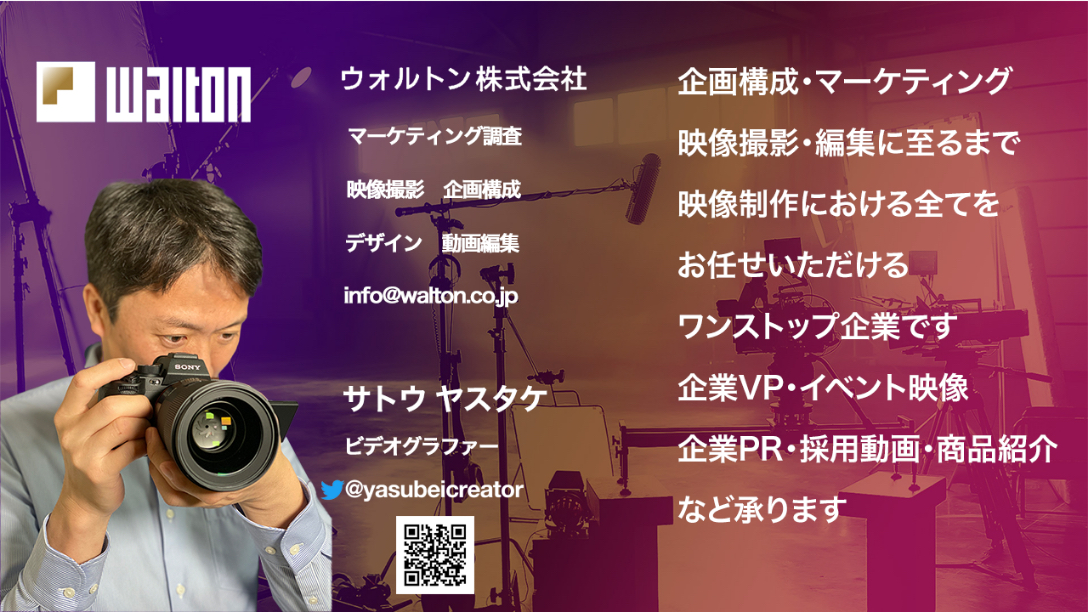 walton
ウォルトン株式会社
マーケティング調査
映像撮影　企画構成
デザイン　動画編集
info@walton.co.jp
サトウ ヤスタケ
ビデオグラファー
@yasubeicreator
SONY
企画構成・マーケティング
映像撮影・編集に至るまで
映像制作における全てを
お任せいただける
ワンストップ企業です
企業VP・イベント映像
企業PR・採用動画・商品紹介
など承ります